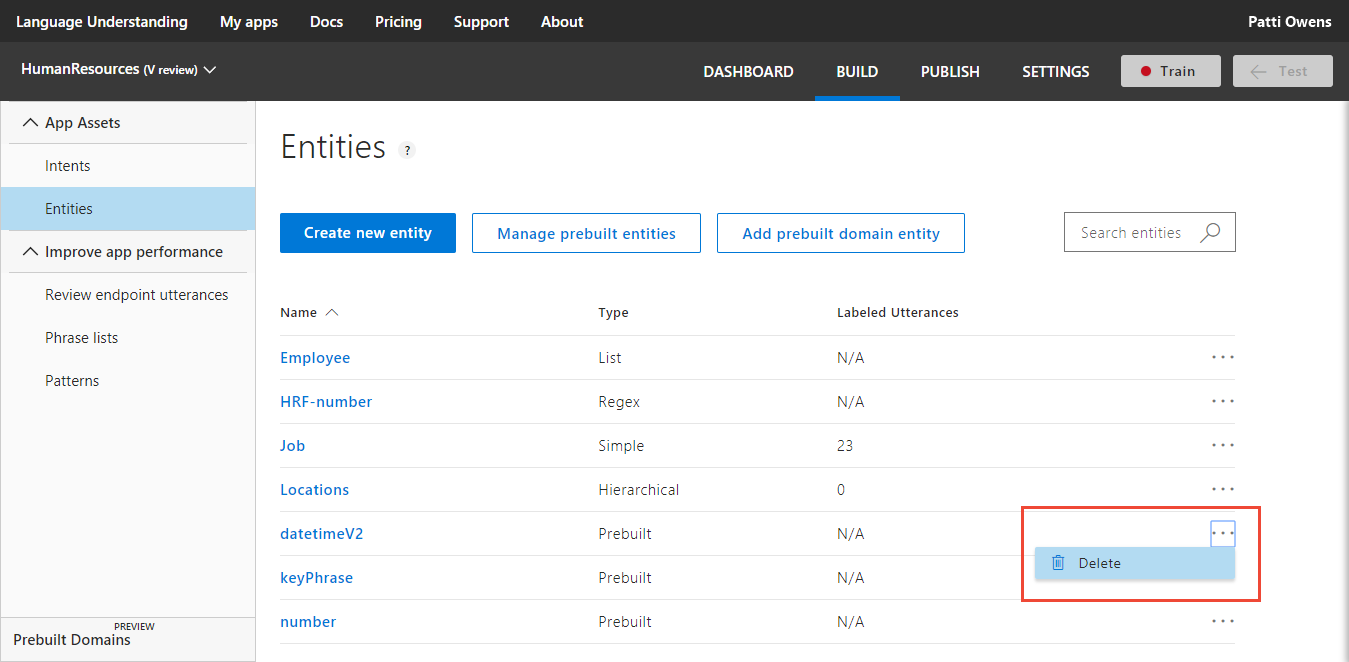 Language Understanding My apps Docs Pricing Support About Patti Owens
HumanResources (V review) DASHBOARD BUILD PUBLISH SETTINGS Train Test
App Assets
Intents
Entities
Improve app performance
Review endpoint utterances
Phrase lists
Patterns
PREVIEW
Prebuilt Domains
Entities ?
Create new entity Manage prebuilt entities Add prebuilt domain entity Search entities
Name Type Labeled Utterances
Employee List N/A ...
HRF-number Regex N/A ...
Job Simple 23 ...
Locations Hierarchical 0 ...
datetimeV2 Prebuilt N/A ...
Delete
keyPhrase Prebuilt N/A
number Prebuilt N/A ...